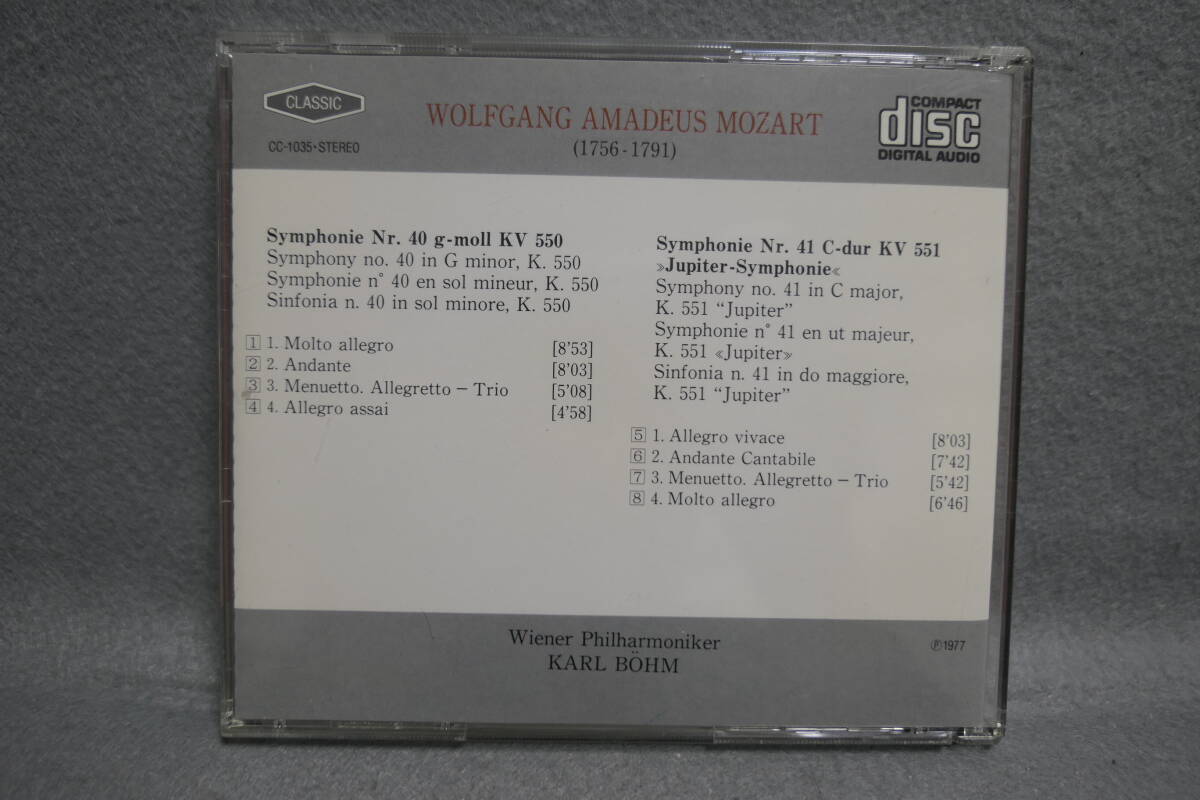 CLASSIC
CC-1035•STEREO
WOLFGANG AMADEUS MOZART
(1756-1791)
COMPACT
disc
DIGITAL AUDIO
Symphonie Nr. 40 g-moll KV 550
Symphony no. 40 in G minor, K. 550
Symphonie n° 40 en sol mineur, K. 550
Sinfonia n. 40 in sol minore, K. 550
1 1. Molto allegro [8'53]
2 2. Andante [8'03]
3 3. Menuetto. Allegretto – Trio [5'08]
4 4. Allegro assai [4'58]
Symphonie Nr. 41 C-dur KV 551
»Jupiter-Symphonie«
Symphony no. 41 in C major,
K. 551 “Jupiter”
Symphonie n° 41 en ut majeur,
K. 551 «Jupiter»
Sinfonia n. 41 in do maggiore,
K. 551 “Jupiter”
5 1. Allegro vivace [8'03]
6 2. Andante Cantabile [7'42]
7 3. Menuetto. Allegretto – Trio [5'42]
8 4. Molto allegro [6'46]
Wiener Philharmoniker
KARL BÖHM
℗1977